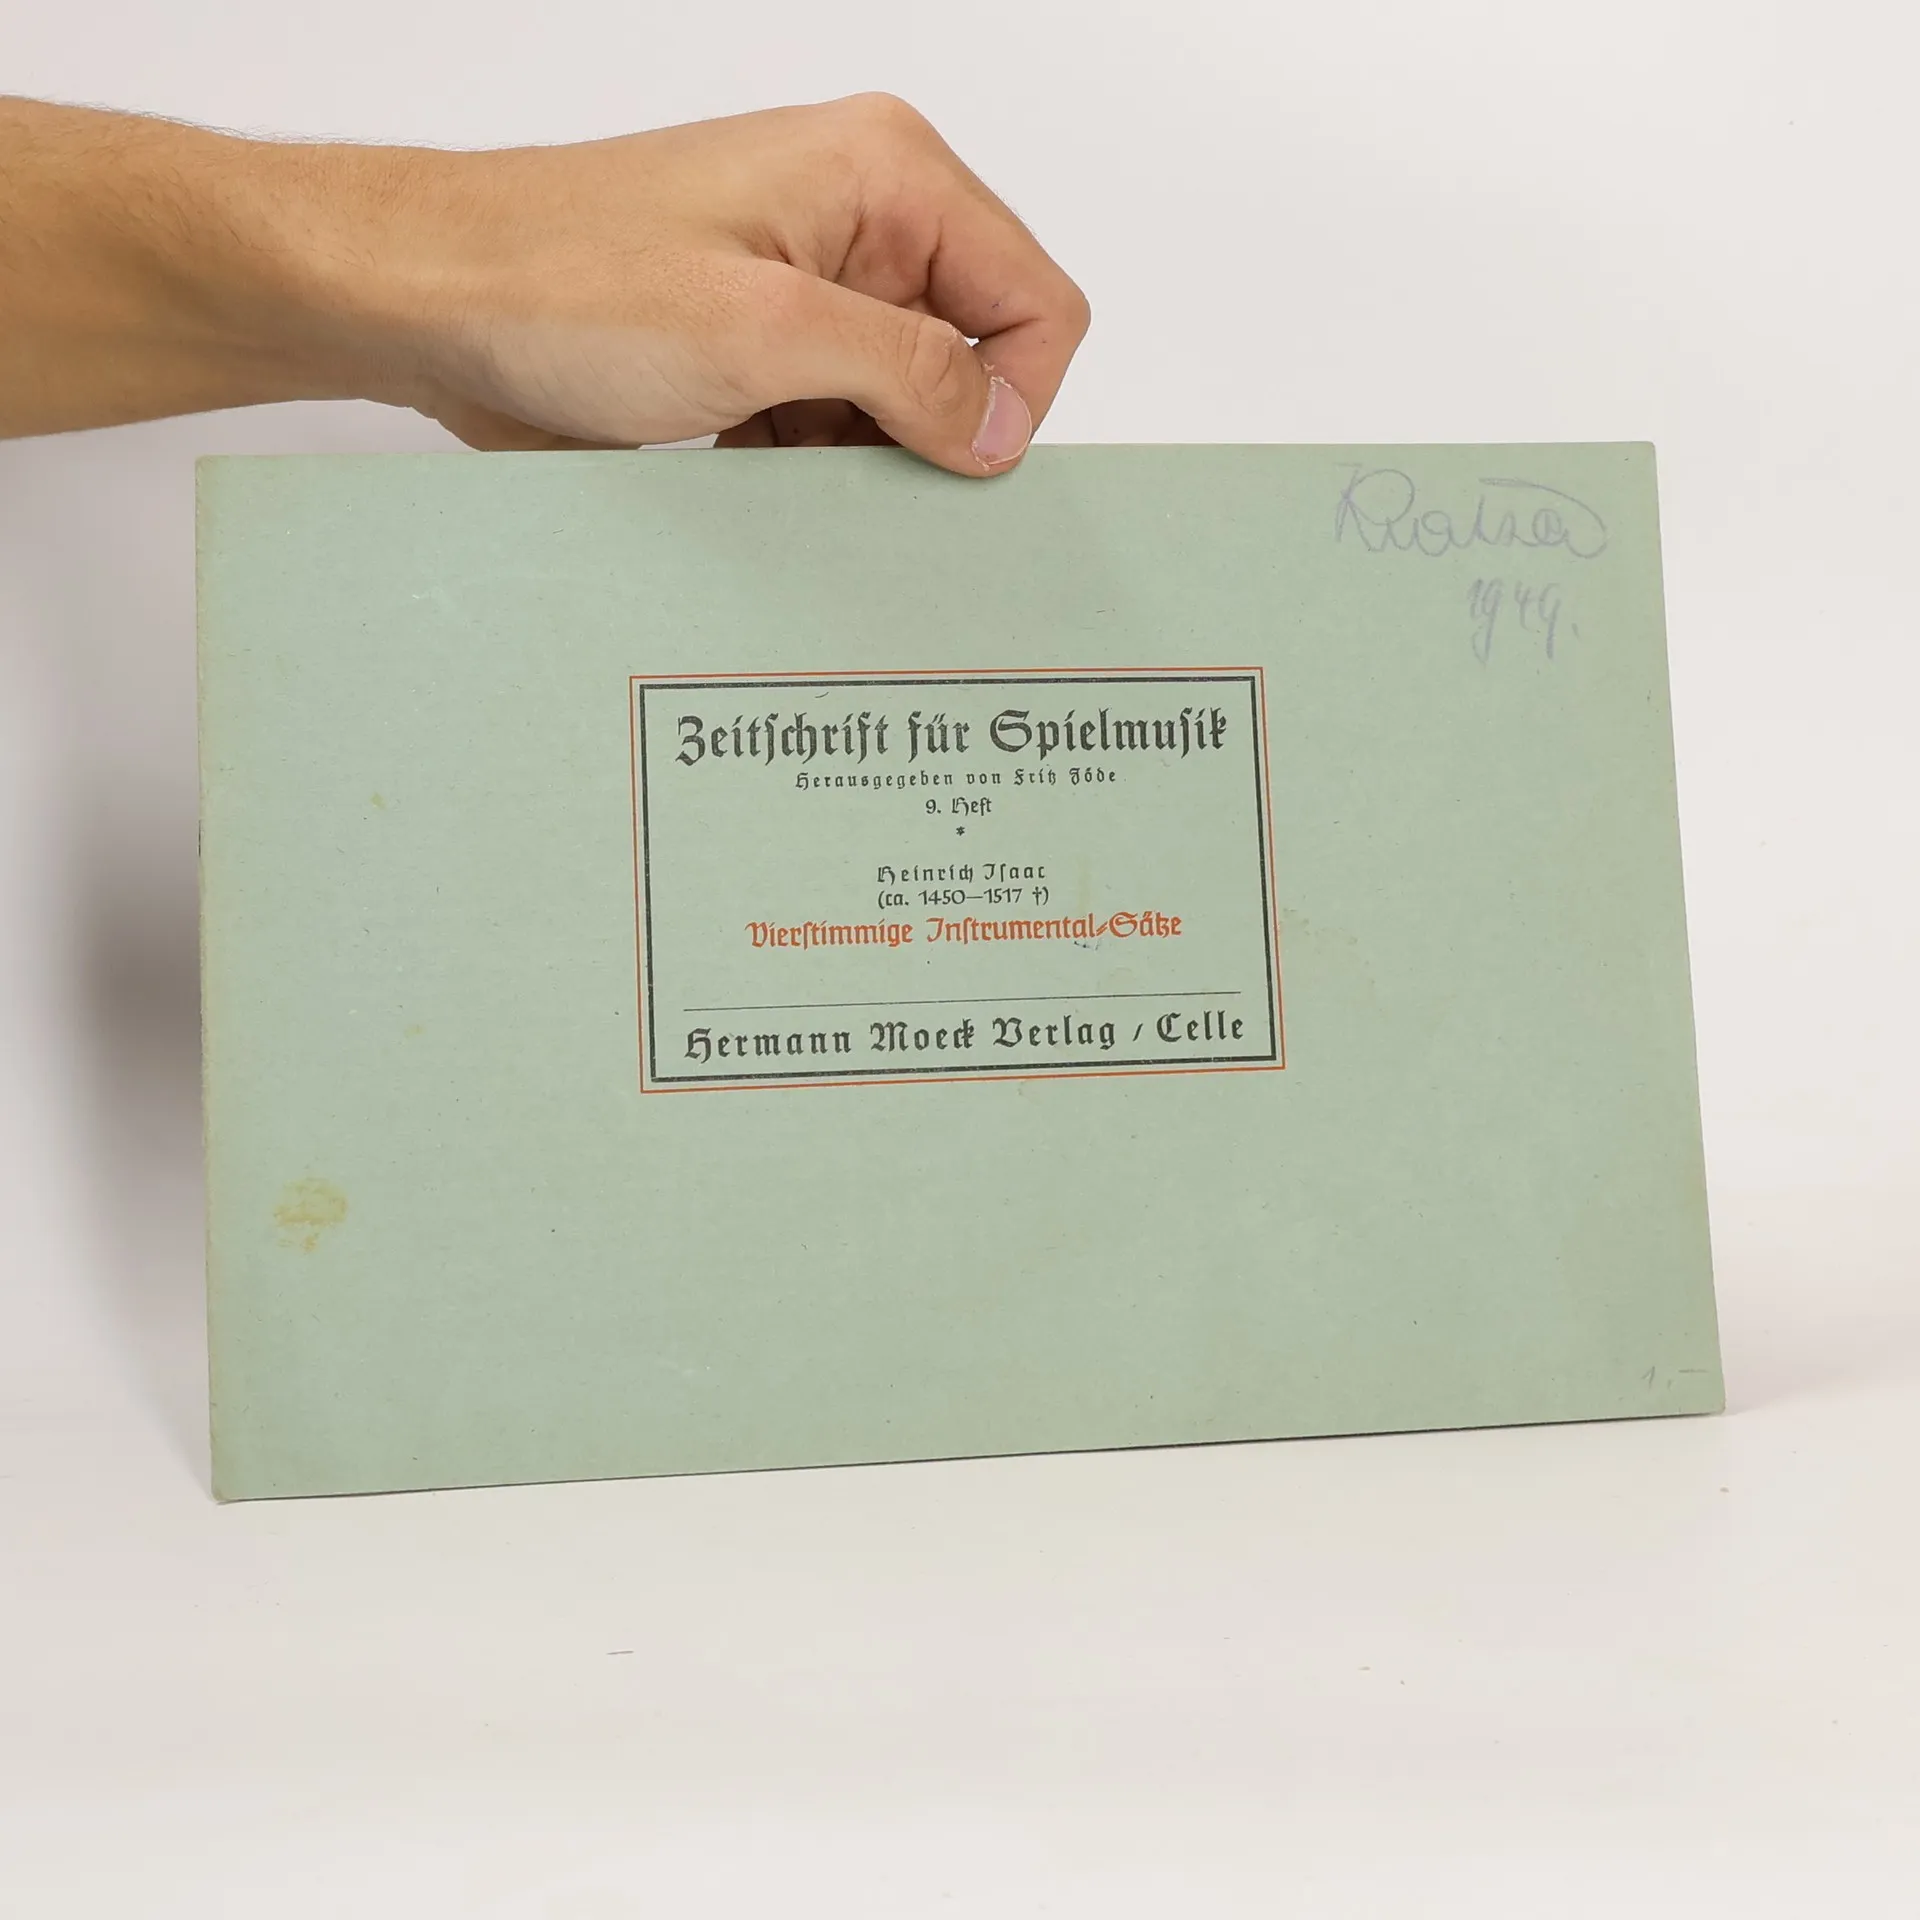 1949.
Zeitschrift für Spielmusik
Herausgegeben von Fritz Jöde
9. Heft
*
Heinrich Isaac
(ca. 1450—1517 †)
Vierstimmige Instrumental-Sätze
Hermann Moeck Verlag / Celle
1,—